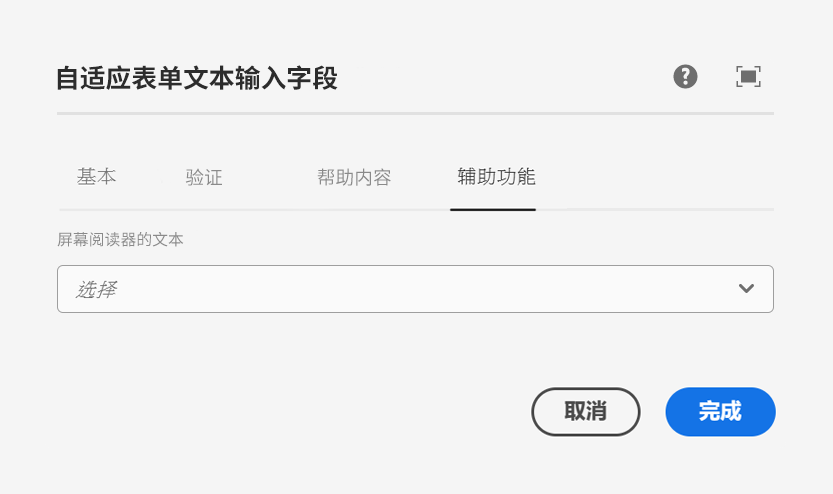 自适应表单文本输入字段
基本 验证 帮助内容 辅助功能
屏幕阅读器的文本
选择
取消 完成